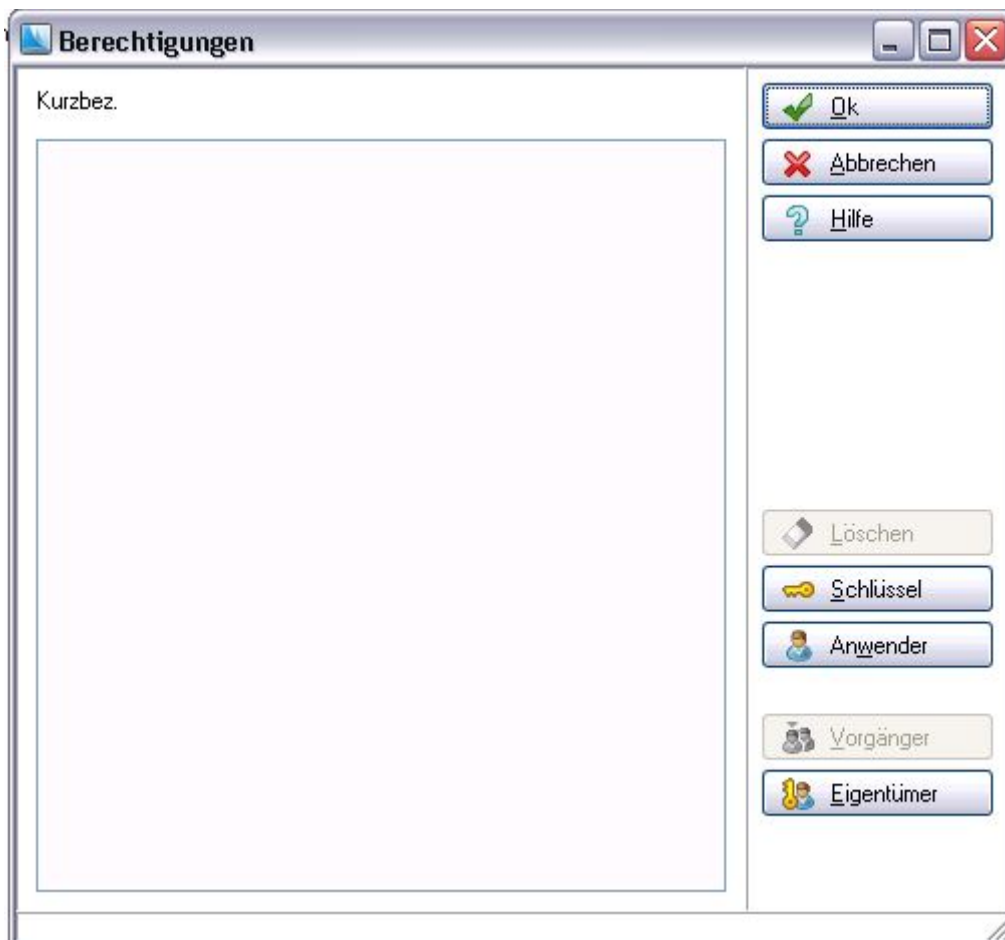 Berechtigungen
Kurzbez.
Ok
Abbrechen
Hilfe
Löschen
Schlüssel
Anwender
Vorgänger
Eigentümer